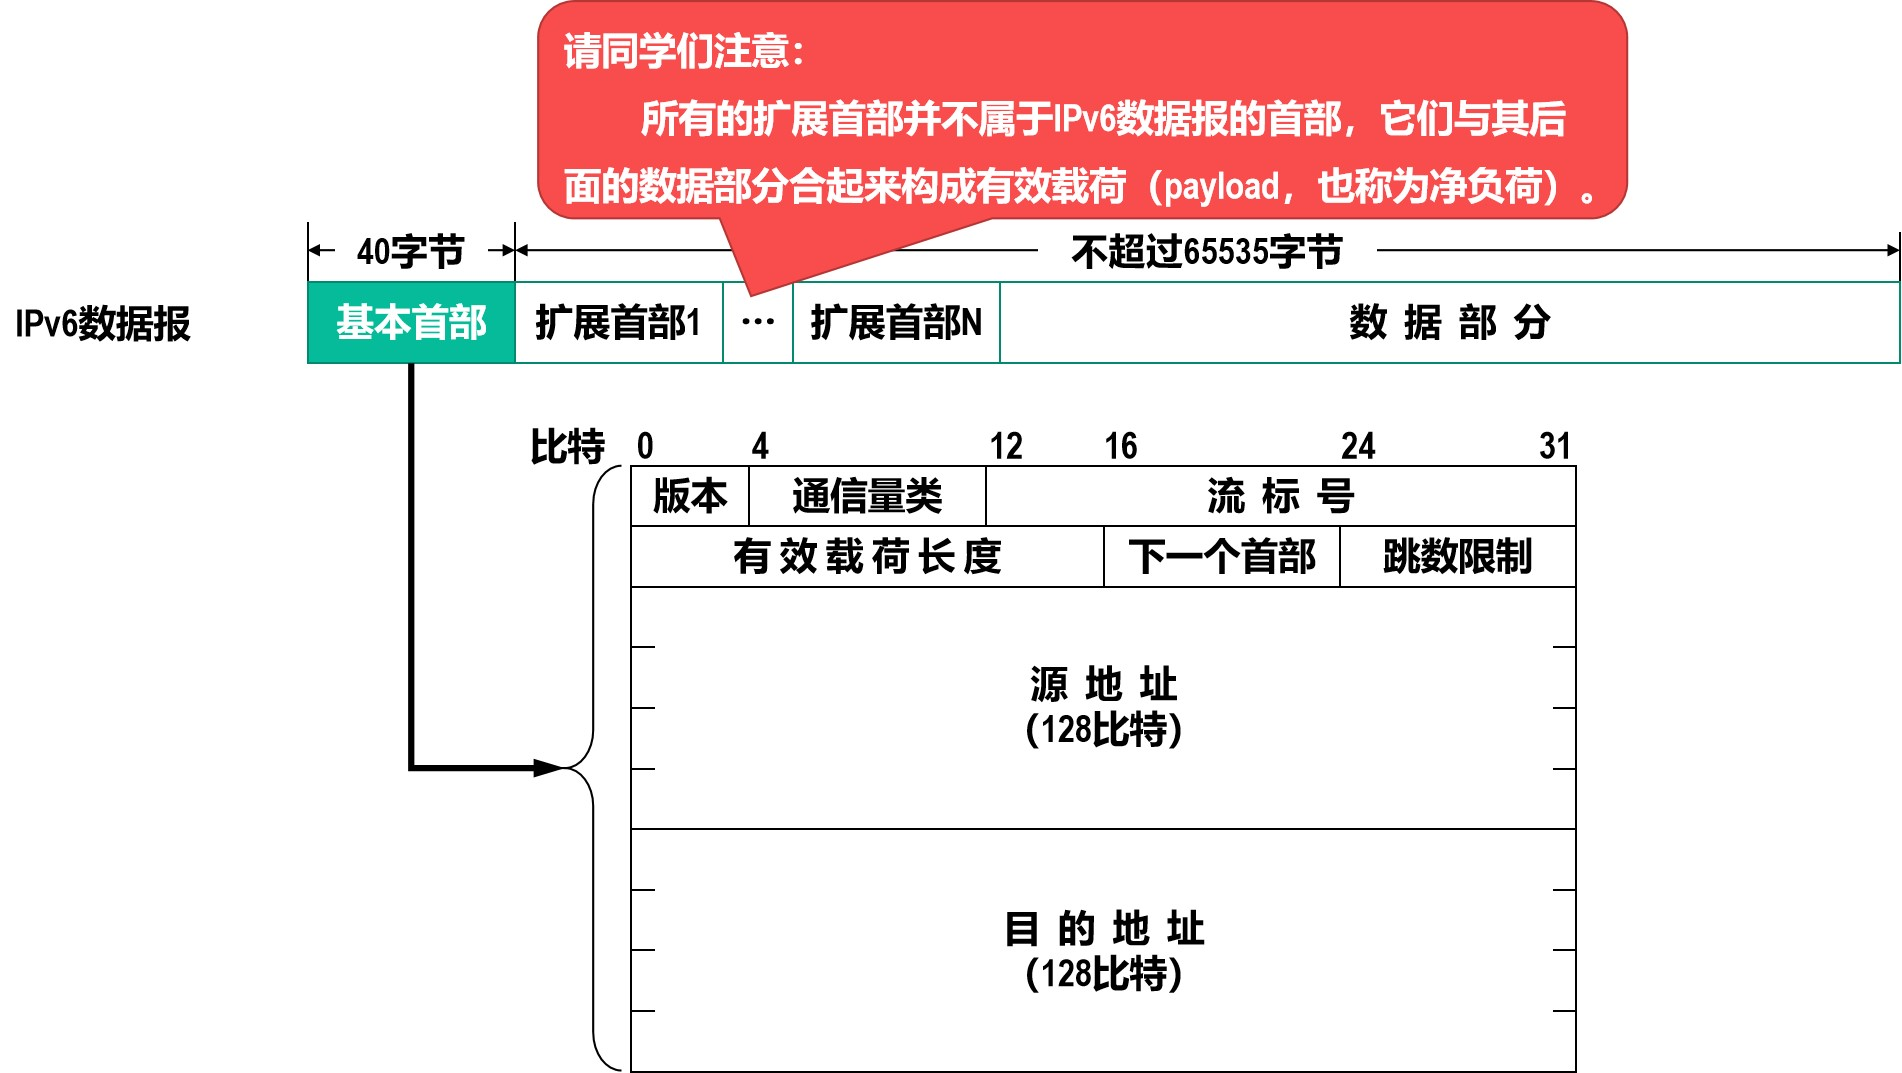 请同学们注意：
所有的扩展首部并不属于IPv6数据报的首部，它们与其后
面的数据部分合起来构成有效载荷（payload，也称为净负荷）。
40字节
不超过65535字节
IPv6数据报
基本首部
扩展首部1
…
扩展首部N
数据部分
比特
0
4
12
16
24
31
版本
通信量类
流标号
有效载荷长度
下一个首部
跳数限制
源地址
（128比特）
目的地址
（128比特）